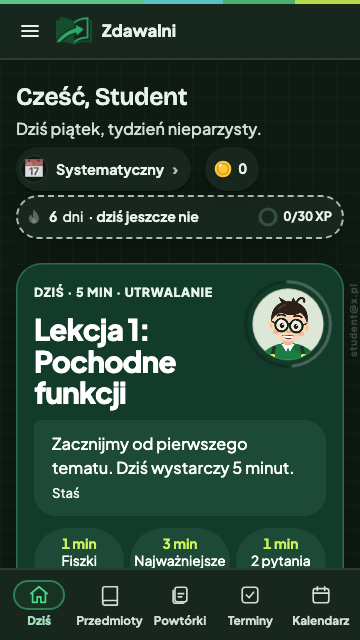 Zdawalni
Cześć, Student
Dziś piątek, tydzień nieparzysty.
17 Systematyczny › 0
6 dni · dziś jeszcze nie 0/30 XP
DZIŚ · 5 MIN · UTRWALANIE
Lekcja 1:
Pochodne
funkcji
Zacznijmy od pierwszego
tematu. Dziś wystarczy 5 minut.
Staś
1 min 3 min 1 min
Fiszki Najważniejsze 2 pytania
student@x.pl
Dziś Przedmioty Powtórki Terminy Kalendarz